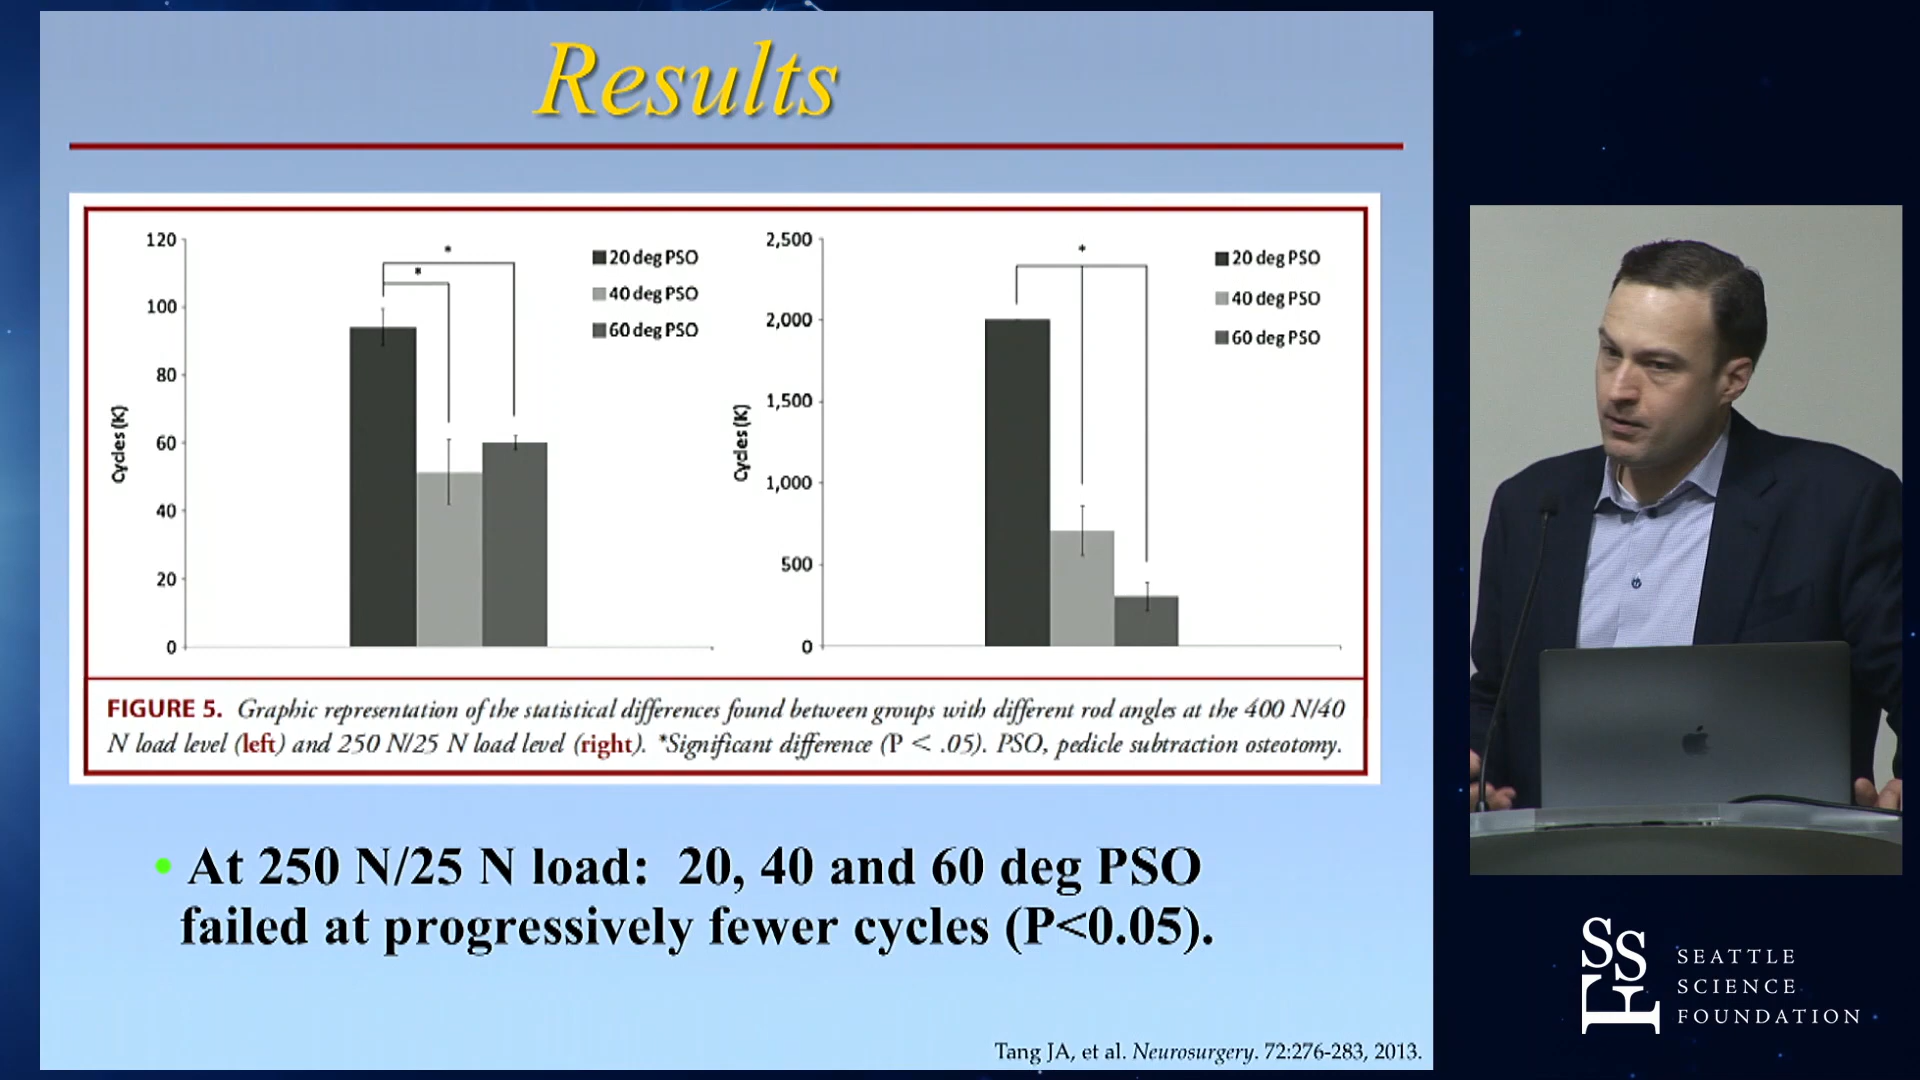 Results
120
100
80
60
40
20
0
Cycles (K)
*
*
20 deg PSO
40 deg PSO
60 deg PSO
2,500
2,000
1,500
1,000
500
0
Cycles (K)
*
20 deg PSO
40 deg PSO
60 deg PSO
FIGURE 5. Graphic representation of the statistical differences found between groups with different rod angles at the 400 N/40
N load level (left) and 250 N/25 N load level (right). *Significant difference (P < .05). PSO, pedicle subtraction osteotomy.
• At 250 N/25 N load: 20, 40 and 60 deg PSO
failed at progressively fewer cycles (P<0.05).
Tang JA, et al. Neurosurgery. 72:276-283, 2013.
SSF
SEATTLE
SCIENCE
FOUNDATION